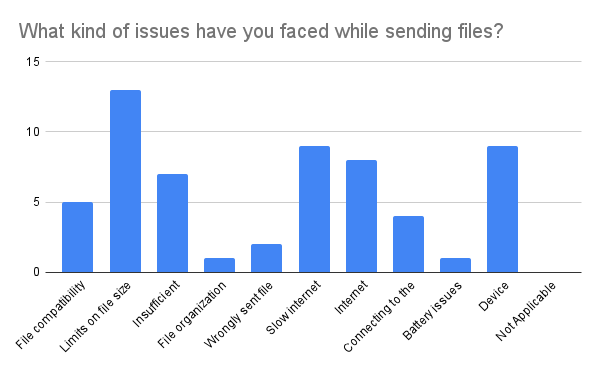 What kind of issues have you faced while sending files?
15
10
5
0
File compatibility
Limits on file size
Insufficient
File organization
Wrongly sent file
Slow internet
Internet
Connecting to the
Battery issues
Device
Not Applicable